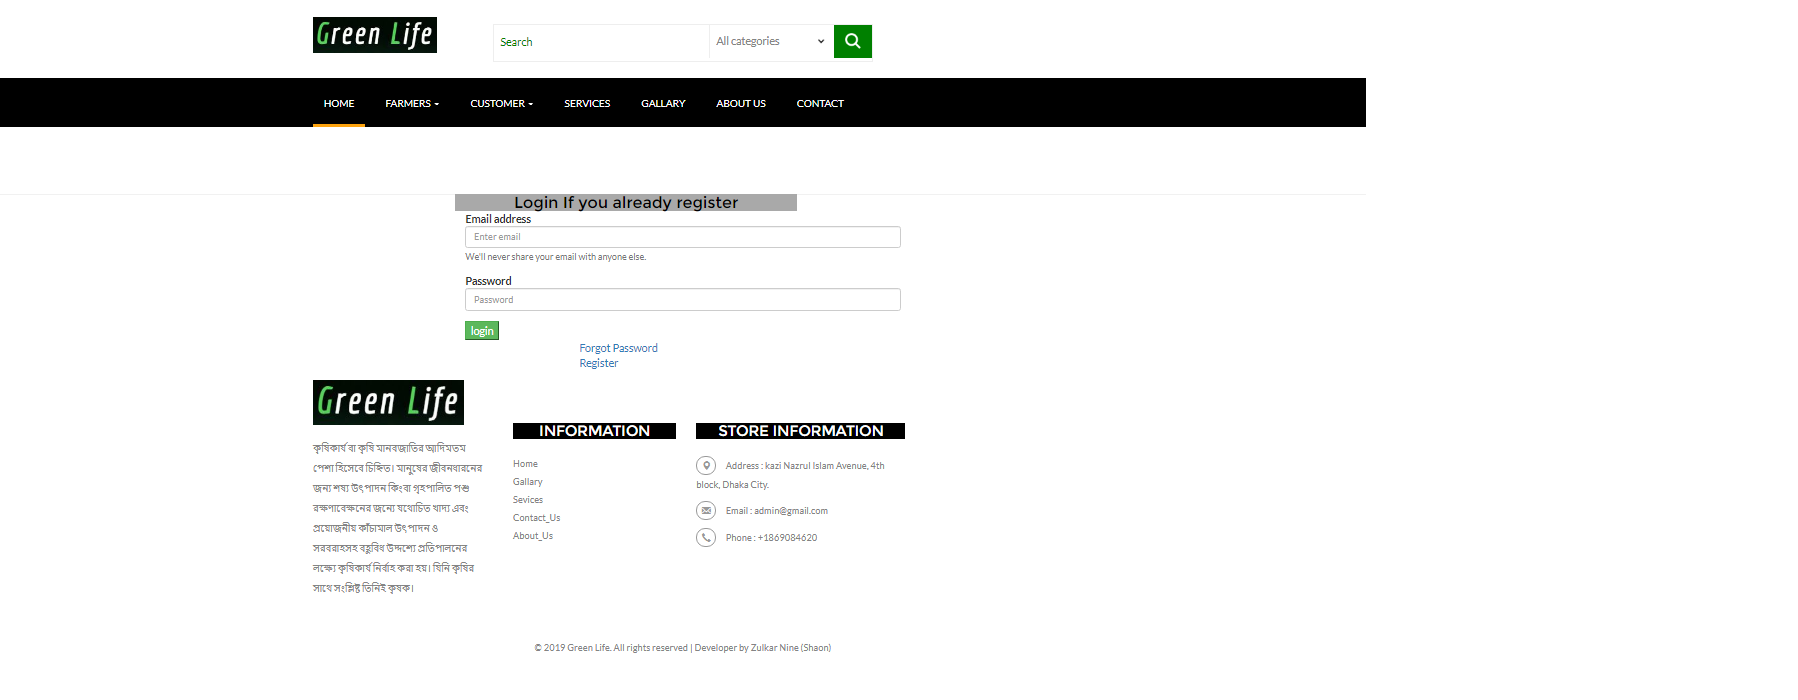 Green Life
Search
All categories
HOME
FARMERS
CUSTOMER
SERVICES
GALLARY
ABOUT US
CONTACT
Login If you already register
Email address
Enter email
We'll never share your email with anyone else.
Password
Password
login
Forgot Password
Register
Green Life
কৃষিকার্য বা কৃষি মানবজাতির আদিমতম
পেশা হিসেবে চিহ্নিত। মানুষের জীবনধারনের
জন্য শষ্য উৎপাদন কিংবা গৃহপালিত পশু
রক্ষণাবেক্ষনের জন্যে যথোচিত খাদ্য এবং
প্রয়োজনীয় কাঁচামাল উৎপাদন ও
সরবরাহসহ বহুবিধ উদ্দশ্যে প্রতিপালনের
লক্ষ্যে কৃষিকার্য নির্বাহ করা হয়। যিনি কৃষির
সাথে সংশ্লিষ্ট তিনিই কৃষক।
INFORMATION
Home
Gallary
Sevices
Contact_Us
About_Us
STORE INFORMATION
Address : kazi Nazrul Islam Avenue, 4th
block, Dhaka City.
Email : admin@gmail.com
Phone : +1869084620
© 2019 Green Life. All rights reserved | Developer by Zulkar Nine (Shaon)